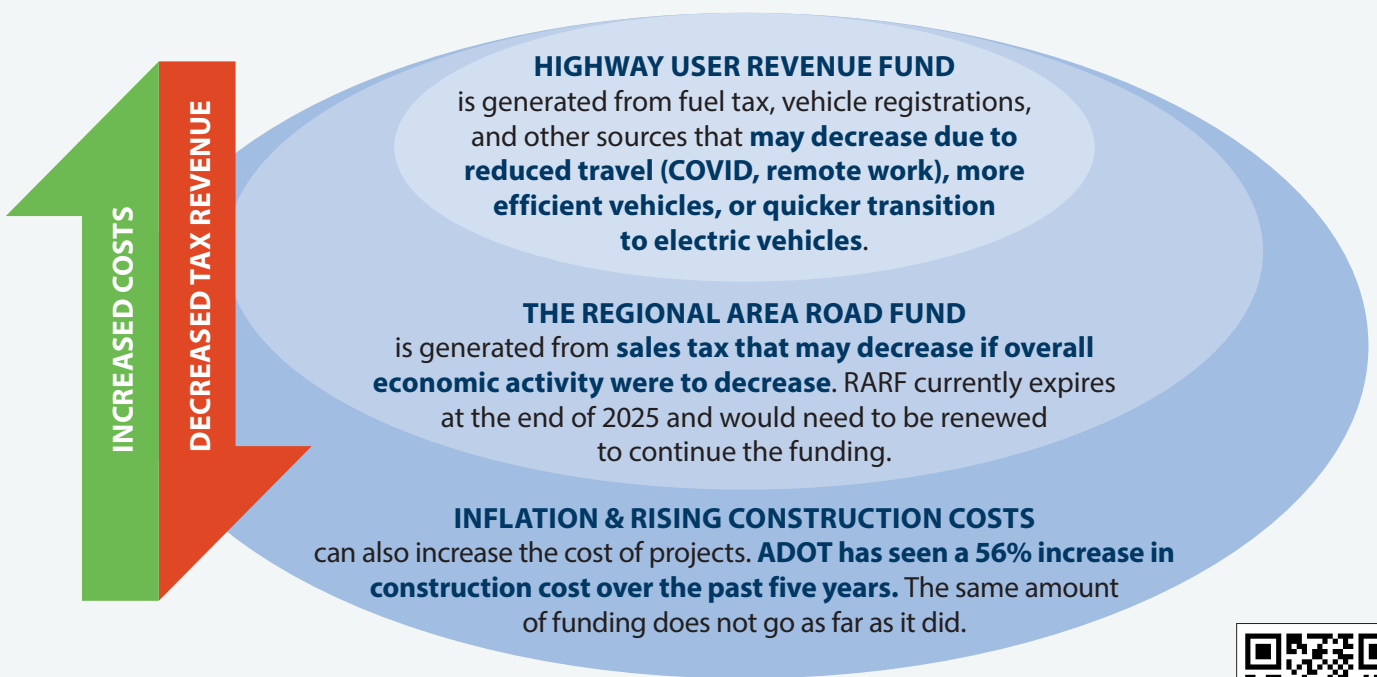 INCREASED COSTS
DECREASED TAX REVENUE
HIGHWAY USER REVENUE FUND
is generated from fuel tax, vehicle registrations,
and other sources that may decrease due to
reduced travel (COVID, remote work), more
efficient vehicles, or quicker transition
to electric vehicles.
THE REGIONAL AREA ROAD FUND
is generated from sales tax that may decrease if overall
economic activity were to decrease. RARF currently expires
at the end of 2025 and would need to be renewed
to continue the funding.
INFLATION & RISING CONSTRUCTION COSTS
can also increase the cost of projects. ADOT has seen a 56% increase in
construction cost over the past five years. The same amount
of funding does not go as far as it did.